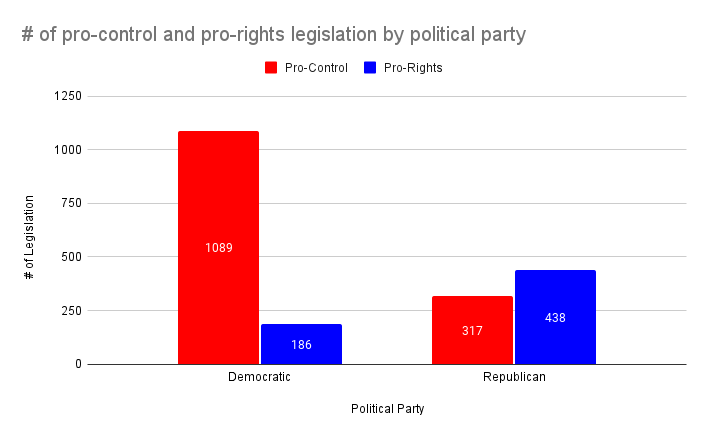 # of pro-control and pro-rights legislation by political party
Pro-Control Pro-Rights
# of Legislation
1250
1000
750
500
250
0
1089
186
317
438
Democratic Republican
Political Party